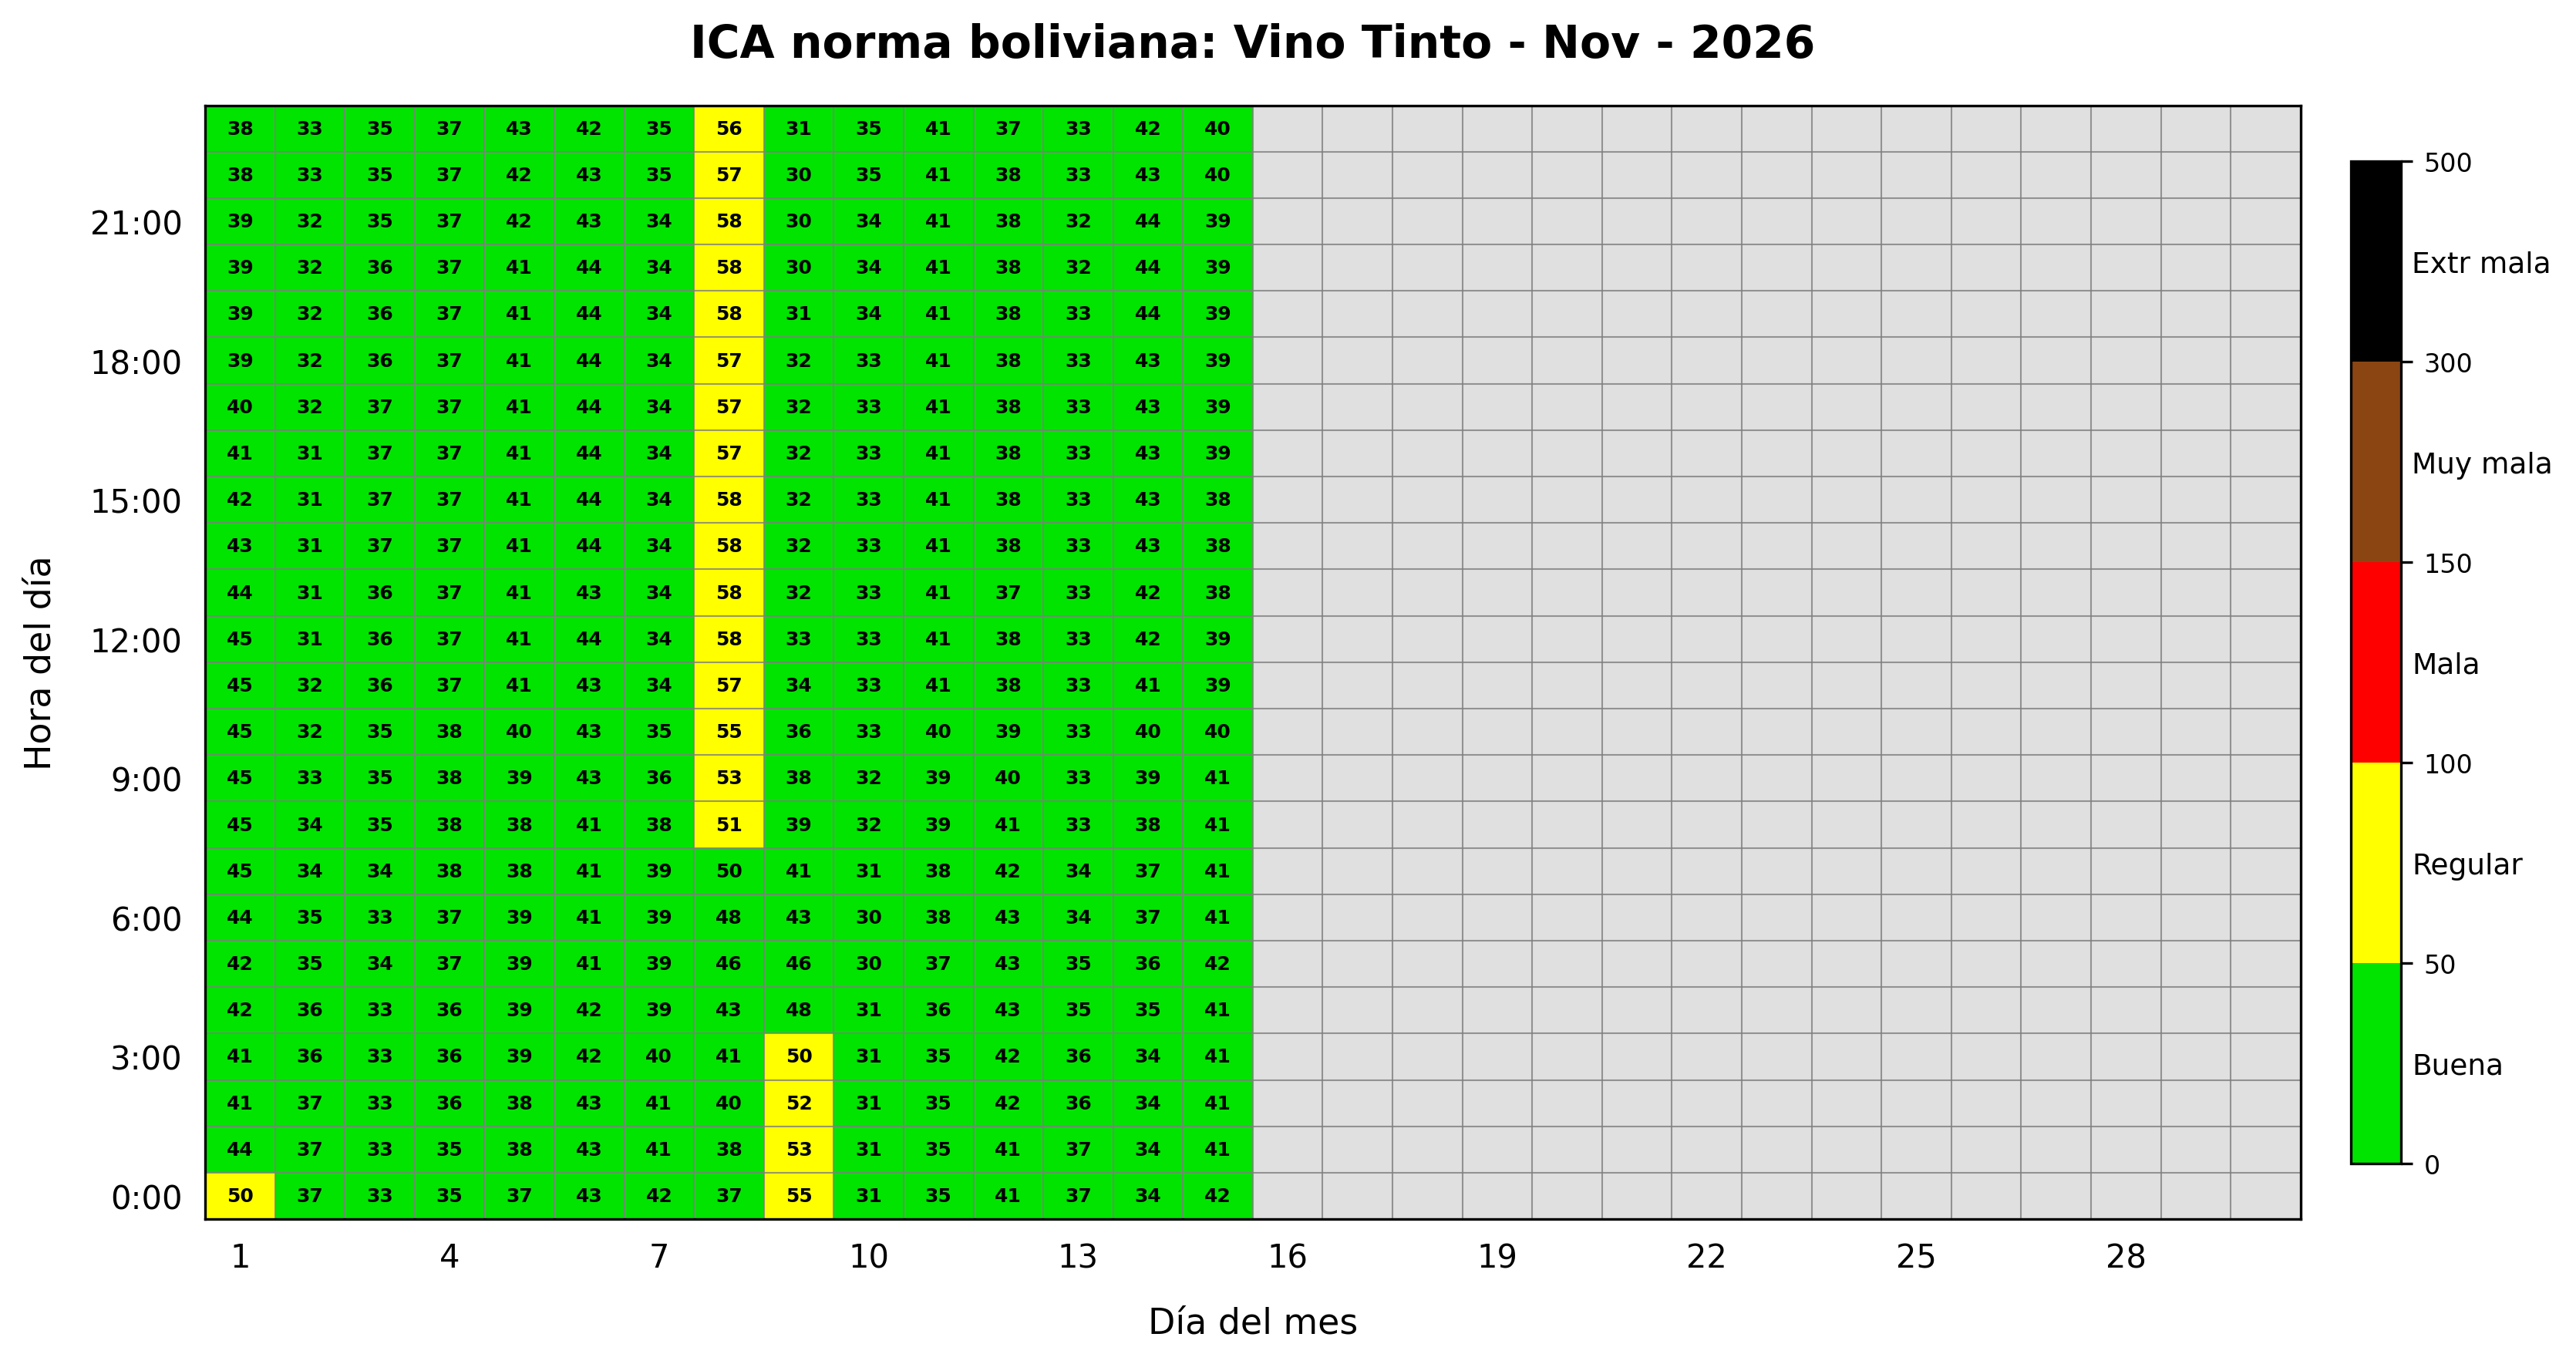 ICA norma boliviana: Vino Tinto - Nov - 2026
38 33 35 37 43 42 35 56 31 35 41 37 33 42 40
38 33 35 37 42 43 35 57 30 35 41 38 33 43 40
21:00 39 32 35 37 42 43 34 58 30 34 41 38 32 44 39
39 32 36 37 41 44 34 58 30 34 41 38 32 44 39
39 32 36 37 41 44 34 58 31 34 41 38 33 44 39
18:00 39 32 36 37 41 44 34 57 32 33 41 38 33 43 39
40 32 37 37 41 44 34 57 32 33 41 38 33 43 39
41 31 37 37 41 44 34 57 32 33 41 38 33 43 39
15:00 42 31 37 37 41 44 34 58 32 33 41 38 33 43 38
43 31 37 37 41 44 34 58 32 33 41 38 33 43 38
44 31 36 37 41 43 34 58 32 33 41 37 33 42 38
12:00 45 31 36 37 41 44 34 58 33 33 41 38 33 42 39
45 32 36 37 41 43 34 57 34 33 41 38 33 41 39
45 32 35 38 40 43 35 55 36 33 40 39 33 40 40
9:00 45 33 35 38 39 43 36 53 38 32 39 40 33 39 41
45 34 35 38 38 41 38 51 39 32 39 41 33 38 41
45 34 34 38 38 41 39 50 41 31 38 42 34 37 41
6:00 44 35 33 37 39 41 39 48 43 30 38 43 34 37 41
42 35 34 37 39 41 39 46 46 30 37 43 35 36 42
42 36 33 36 39 42 39 43 48 31 36 43 35 35 41
3:00 41 36 33 36 39 42 40 41 50 31 35 42 36 34 41
41 37 33 36 38 43 41 40 52 31 35 42 36 34 41
44 37 33 35 38 43 41 38 53 31 35 41 37 34 41
0:00 50 37 33 35 37 43 42 37 55 31 35 41 37 34 42
1 4 7 10 13 16 19 22 25 28
Día del mes
Hora del día
500
Extr mala
300
Muy mala
150
Mala
100
Regular
50
Buena
0